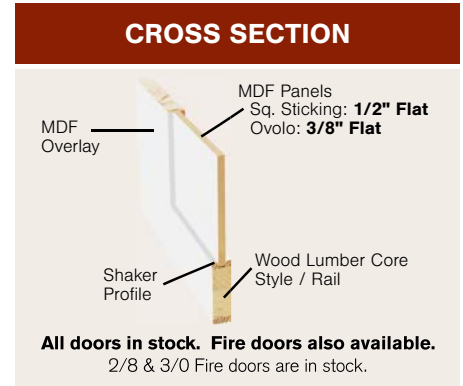 CROSS SECTION
MDF Panels
Sq. Sticking: 1/2" Flat
Ovolo: 3/8" Flat
MDF
Overlay
Wood Lumber Core
Style / Rail
Shaker
Profile
All doors in stock. Fire doors also available.
2/8 & 3/0 Fire doors are in stock.